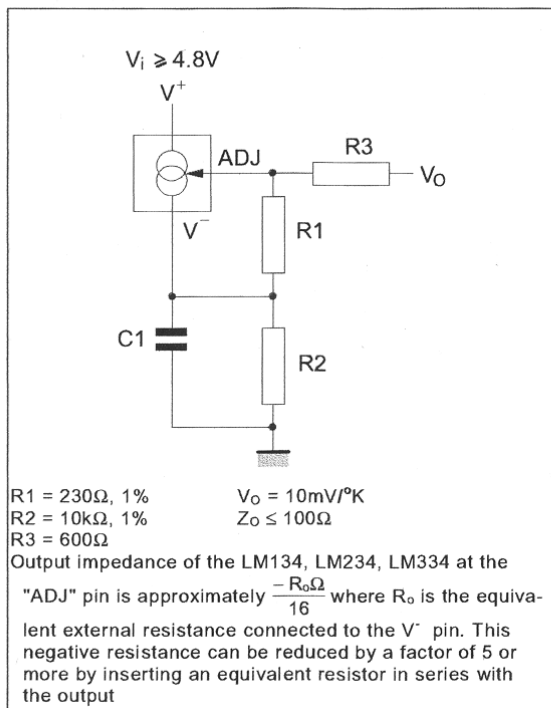 Vi ⩾ 4.8V
V+
ADJ
R3
VO
V−
R1
C1
R2
R1 = 230Ω, 1%
VO = 10mV/°K
R2 = 10kΩ, 1%
ZO ≤ 100Ω
R3 = 600Ω
Output impedance of the LM134, LM234, LM334 at the
"ADJ" pin is approximately −RoΩ/16 where Ro is the equiva-
lent external resistance connected to the V- pin. This
negative resistance can be reduced by a factor of 5 or
more by inserting an equivalent resistor in series with
the output